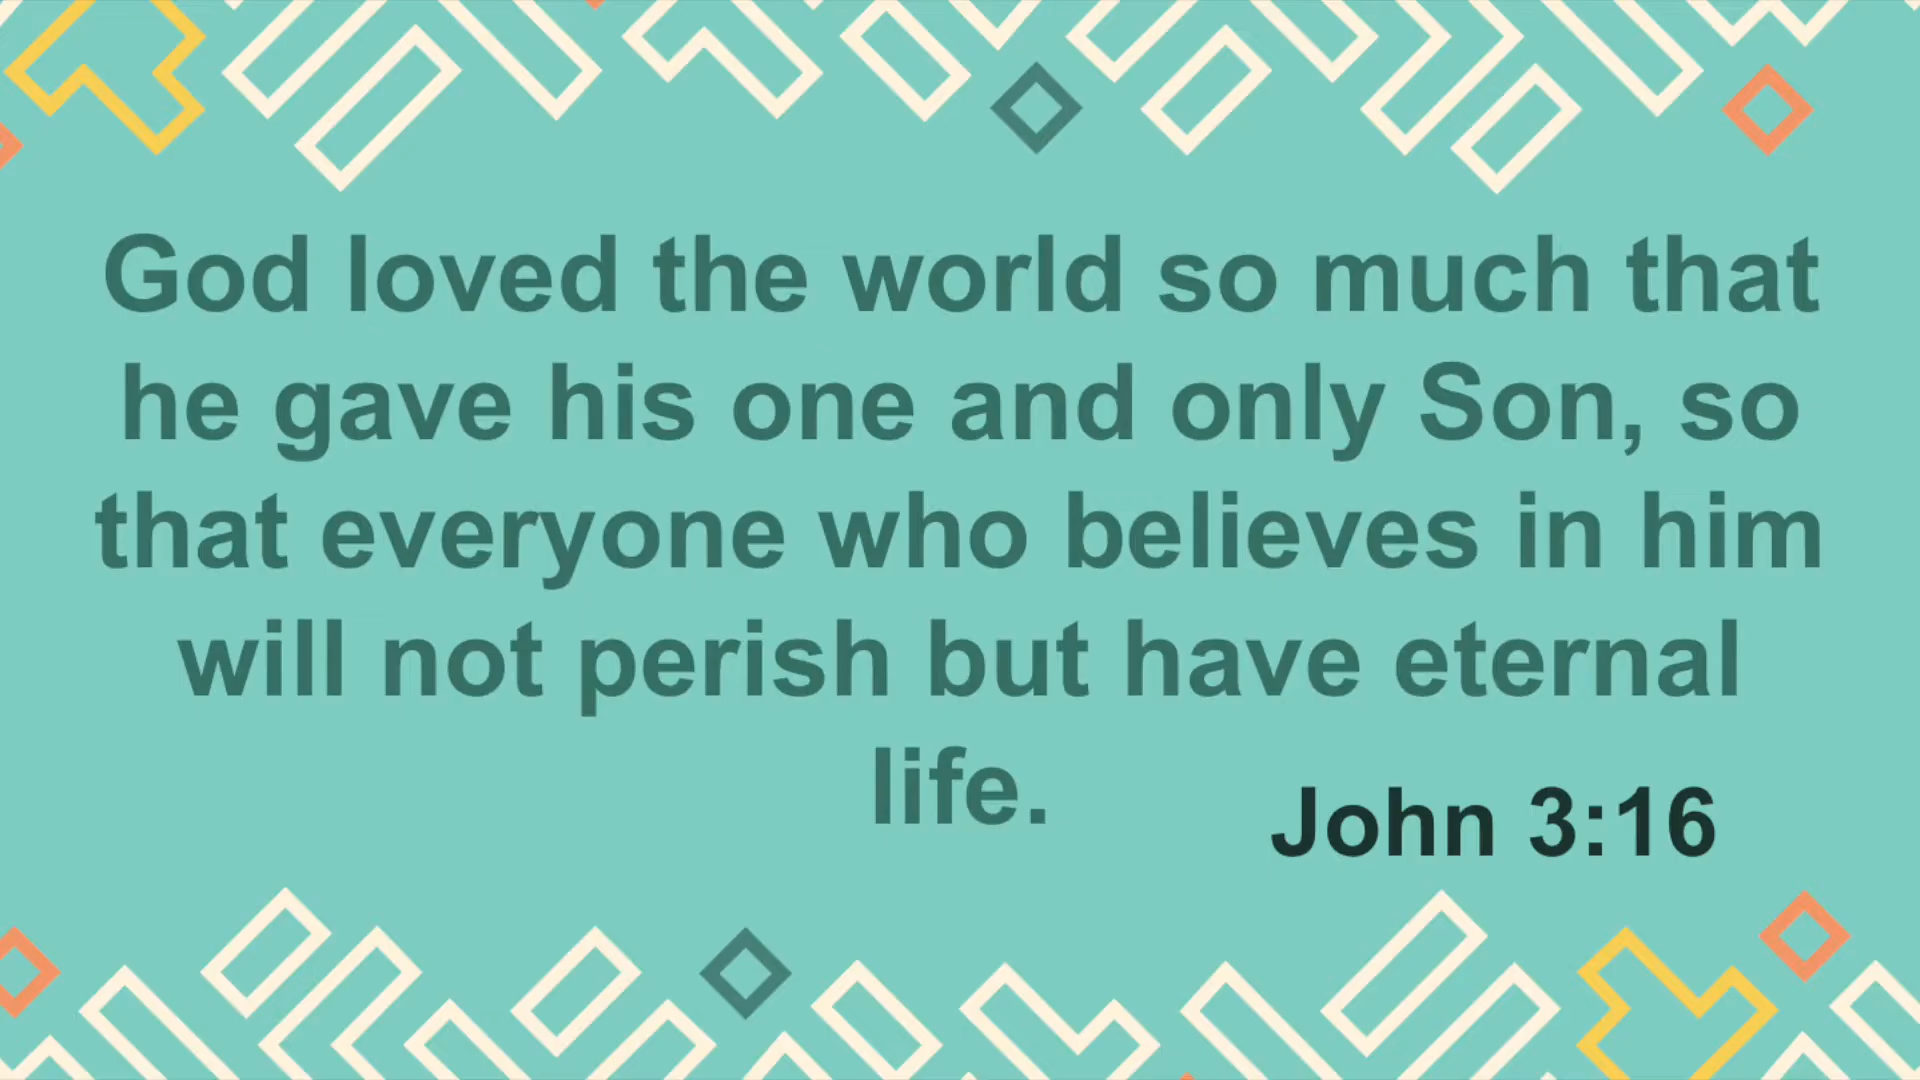 God loved the world so much that
he gave his one and only Son, so
that everyone who believes in him
will not perish but have eternal
life.
John 3:16